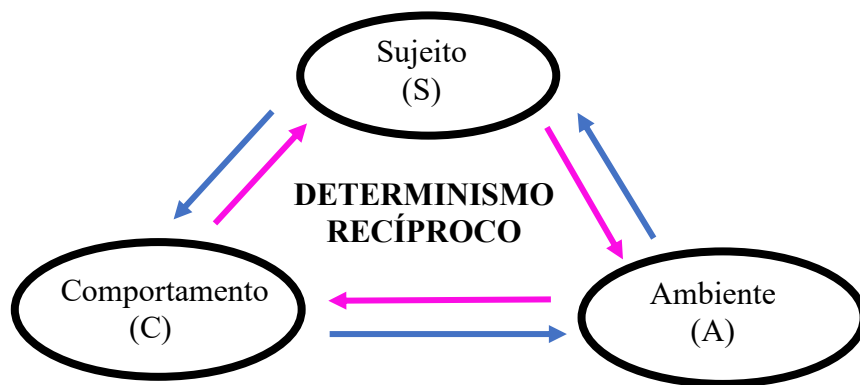 Sujeito
(S)
DETERMINISMO
RECÍPROCO
Comportamento
(C)
Ambiente
(A)